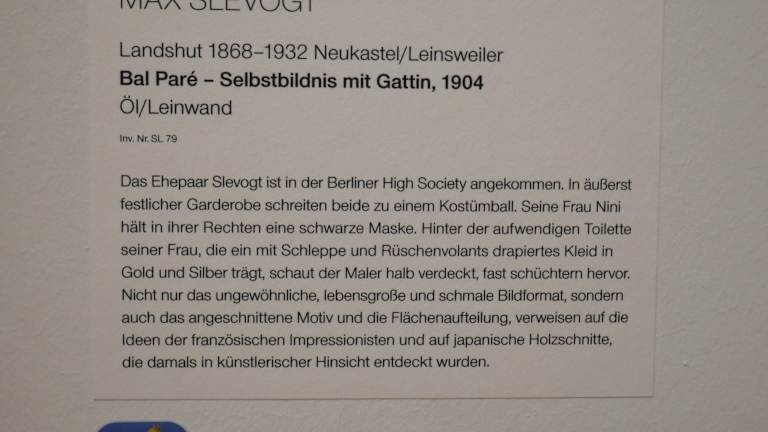 MAX SLEVOGT
Landshut 1868–1932 Neukastel/Leinsweiler
Bal Paré – Selbstbildnis mit Gattin, 1904
Öl/Leinwand
Inv. Nr. SL 79
Das Ehepaar Slevogt ist in der Berliner High Society angekommen. In äußerst
festlicher Garderobe schreiten beide zu einem Kostümball. Seine Frau Nini
hält in ihrer Rechten eine schwarze Maske. Hinter der aufwendigen Toilette
seiner Frau, die ein mit Schleppe und Rüschenvolants drapiertes Kleid in
Gold und Silber trägt, schaut der Maler halb verdeckt, fast schüchtern hervor.
Nicht nur das ungewöhnliche, lebensgroße und schmale Bildformat, sondern
auch das angeschnittene Motiv und die Flächenaufteilung, verweisen auf die
Ideen der französischen Impressionisten und auf japanische Holzschnitte,
die damals in künstlerischer Hinsicht entdeckt wurden.